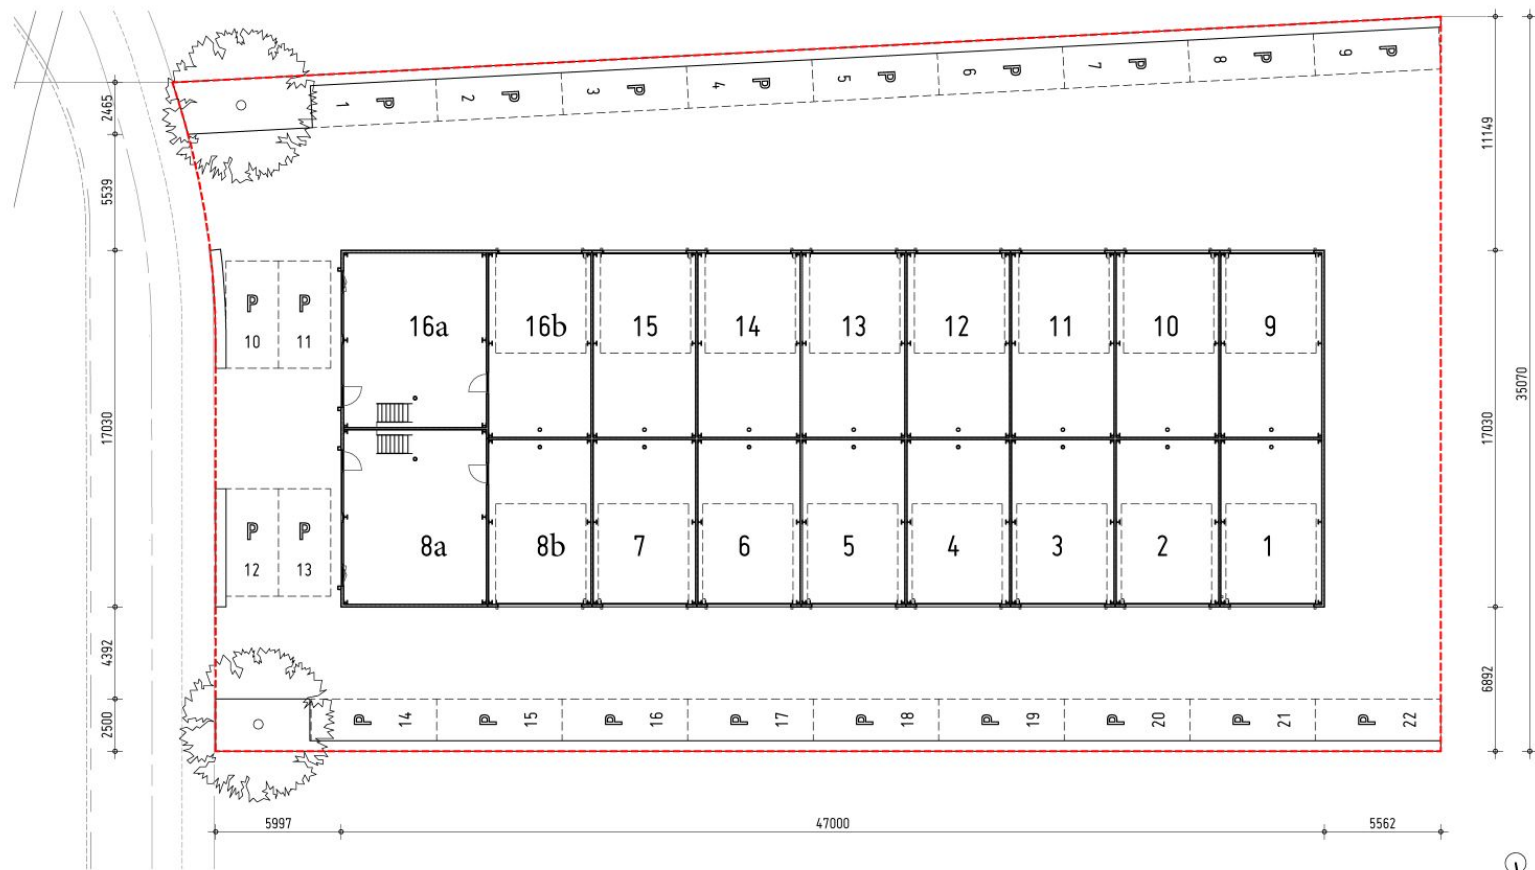 P 9
P 8
P 7
P 6
P 5
P 4
P 3
P 2
P 1
2465
5539
17030
4392
2500
11149
17030
6892
35070
P P
10 11
16a 16b 15 14 13 12 11 10 9
P P
12 13
8a 8b 7 6 5 4 3 2 1
P 14 P 15 P 16 P 17 P 18 P 19 P 20 P 21 P 22
5997 47000 5562